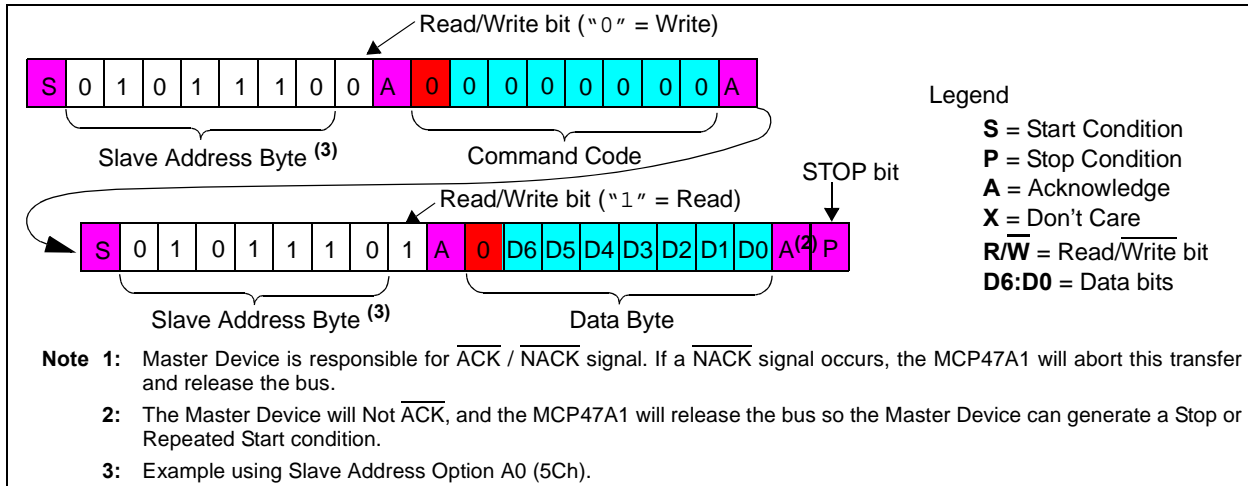 Read/Write bit ("0" = Write)
S 0 1 0 1 1 1 0 0 A 0 0 0 0 0 0 0 0 A
Slave Address Byte (3) Command Code
Legend
S = Start Condition
P = Stop Condition
A = Acknowledge
X = Don't Care
R/W = Read/Write bit
D6:D0 = Data bits
STOP bit
Read/Write bit ("1" = Read)
S 0 1 0 1 1 1 0 1 A 0 D6 D5 D4 D3 D2 D1 D0 A(2) P
Slave Address Byte (3) Data Byte
Note 1: Master Device is responsible for ACK / NACK signal. If a NACK signal occurs, the MCP47A1 will abort this transfer
and release the bus.
2: The Master Device will Not ACK, and the MCP47A1 will release the bus so the Master Device can generate a Stop or
Repeated Start condition.
3: Example using Slave Address Option A0 (5Ch).